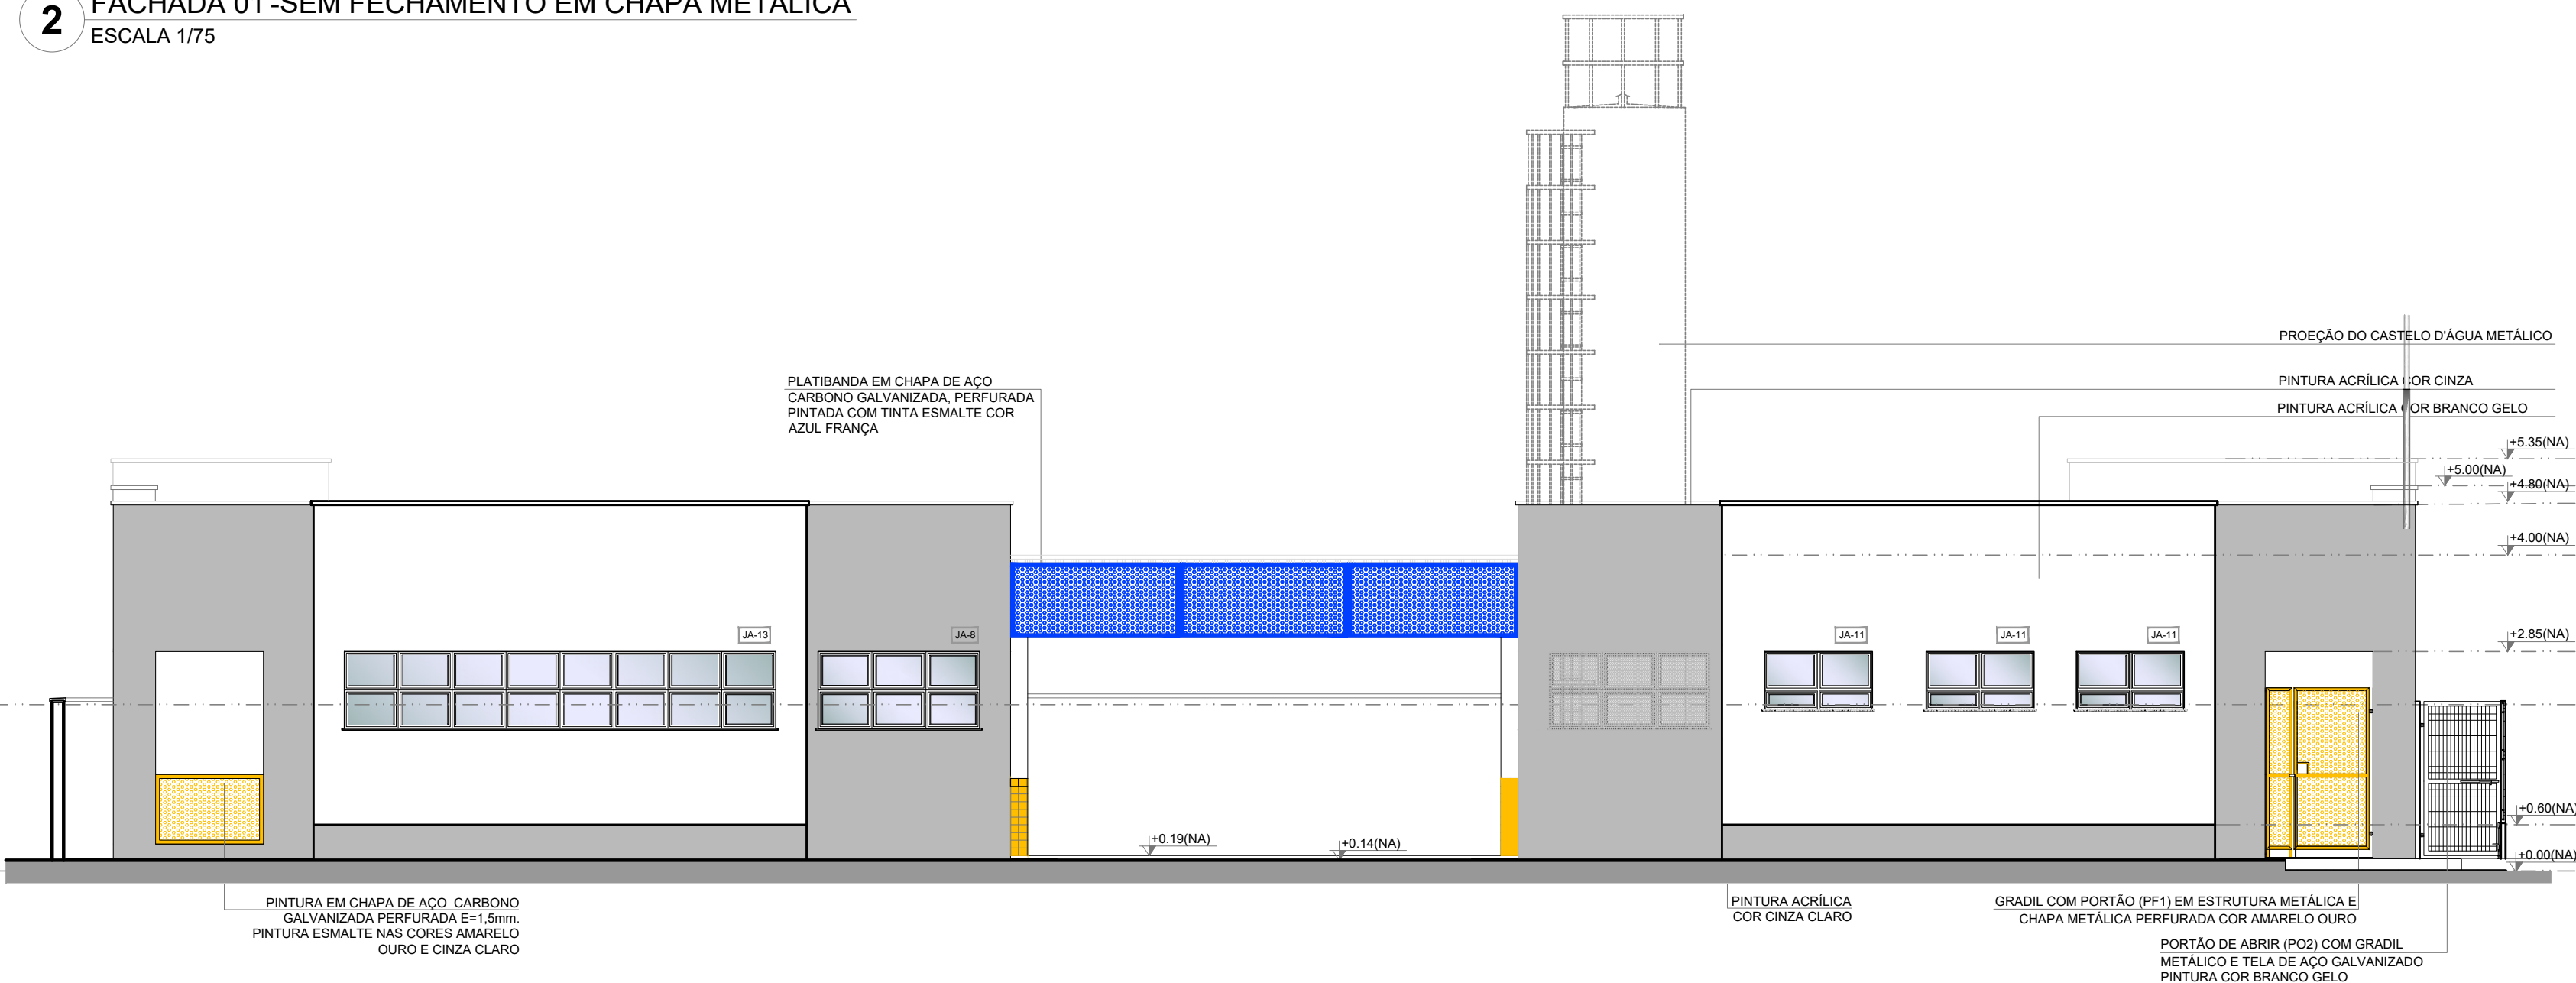 2
FACHADA 01 -SEM FECHAMENTO EM CHAPA METÁLICA
ESCALA 1/75
PROEÇÃO DO CASTELO D'ÁGUA METÁLICO
PLATIBANDA EM CHAPA DE AÇO
CARBONO GALVANIZADA, PERFURADA
PINTADA COM TINTA ESMALTE COR
AZUL FRANÇA
PINTURA ACRÍLICA COR CINZA
PINTURA ACRÍLICA COR BRANCO GELO
+5.35(NA)
+5.00(NA)
+4.80(NA)
+4.00(NA)
JA-13
JA-8
JA-11
JA-11
JA-11
+2.85(NA)
+0.60(NA)
+0.19(NA)
+0.14(NA)
+0.00(NA)
PINTURA EM CHAPA DE AÇO CARBONO
GALVANIZADA PERFURADA E=1,5mm.
PINTURA ESMALTE NAS CORES AMARELO
OURO E CINZA CLARO
PINTURA ACRÍLICA
COR CINZA CLARO
GRADIL COM PORTÃO (PF1) EM ESTRUTURA METÁLICA E
CHAPA METÁLICA PERFURADA COR AMARELO OURO
PORTÃO DE ABRIR (PO2) COM GRADIL
METÁLICO E TELA DE AÇO GALVANIZADO
PINTURA COR BRANCO GELO